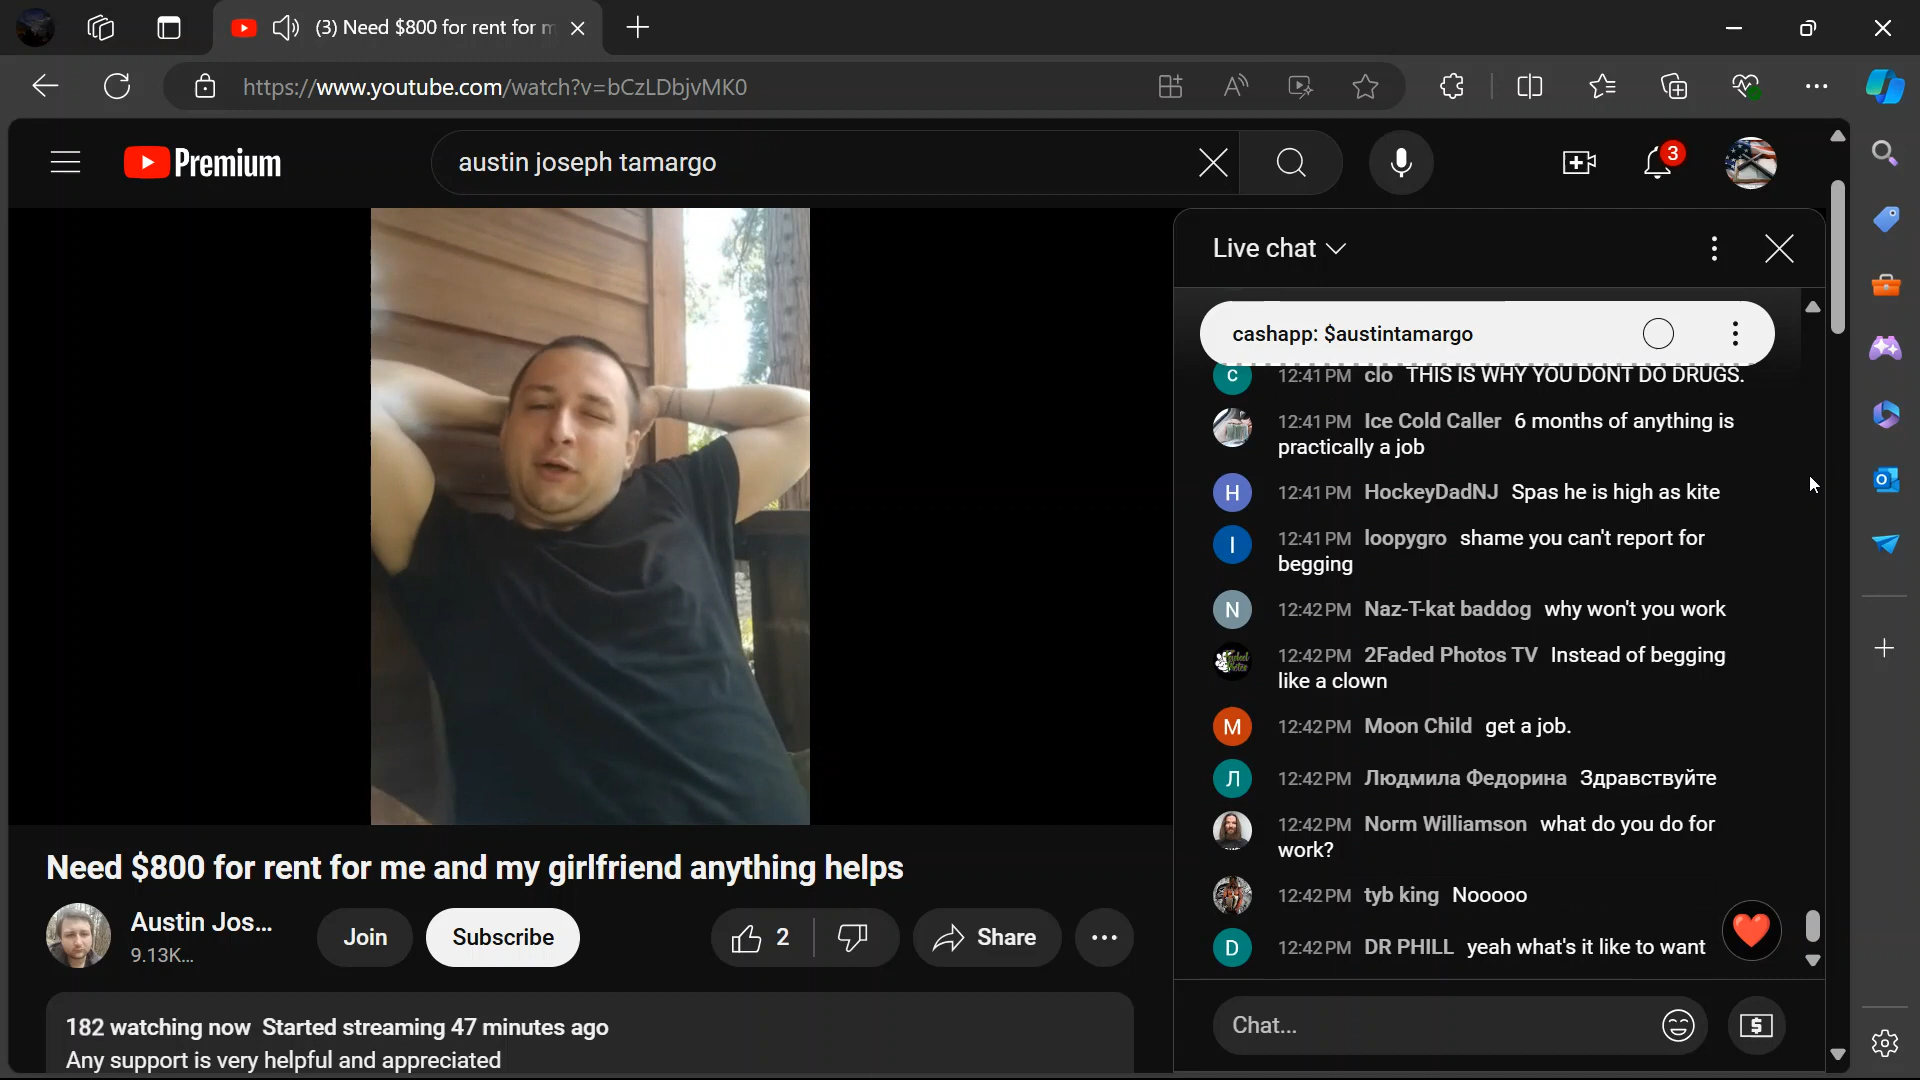 (3) Need $800 for rent for m
https://www.youtube.com/watch?v=bCzLDbjvMK0
Premium
austin joseph tamargo
3
Live chat
cashapp: $austintamargo
C 12:41 PM clo THIS IS WHY YOU DONT DO DRUGS.
12:41 PM Ice Cold Caller 6 months of anything is
practically a job
H 12:41 PM HockeyDadNJ Spas he is high as kite
I 12:41 PM loopygro shame you can't report for
begging
N 12:42 PM Naz-T-kat baddog why won't you work
12:42 PM 2Faded Photos TV Instead of begging
like a clown
M 12:42 PM Moon Child get a job.
Л 12:42 PM Людмила Федорина Здравствуйте
12:42 PM Norm Williamson what do you do for
work?
12:42 PM tyb king Nooooo
D 12:42 PM DR PHILL yeah what's it like to want
Chat...
Need $800 for rent for me and my girlfriend anything helps
Austin Jos...
9.13K...
Join
Subscribe
2
Share
182 watching now Started streaming 47 minutes ago
Any support is very helpful and appreciated